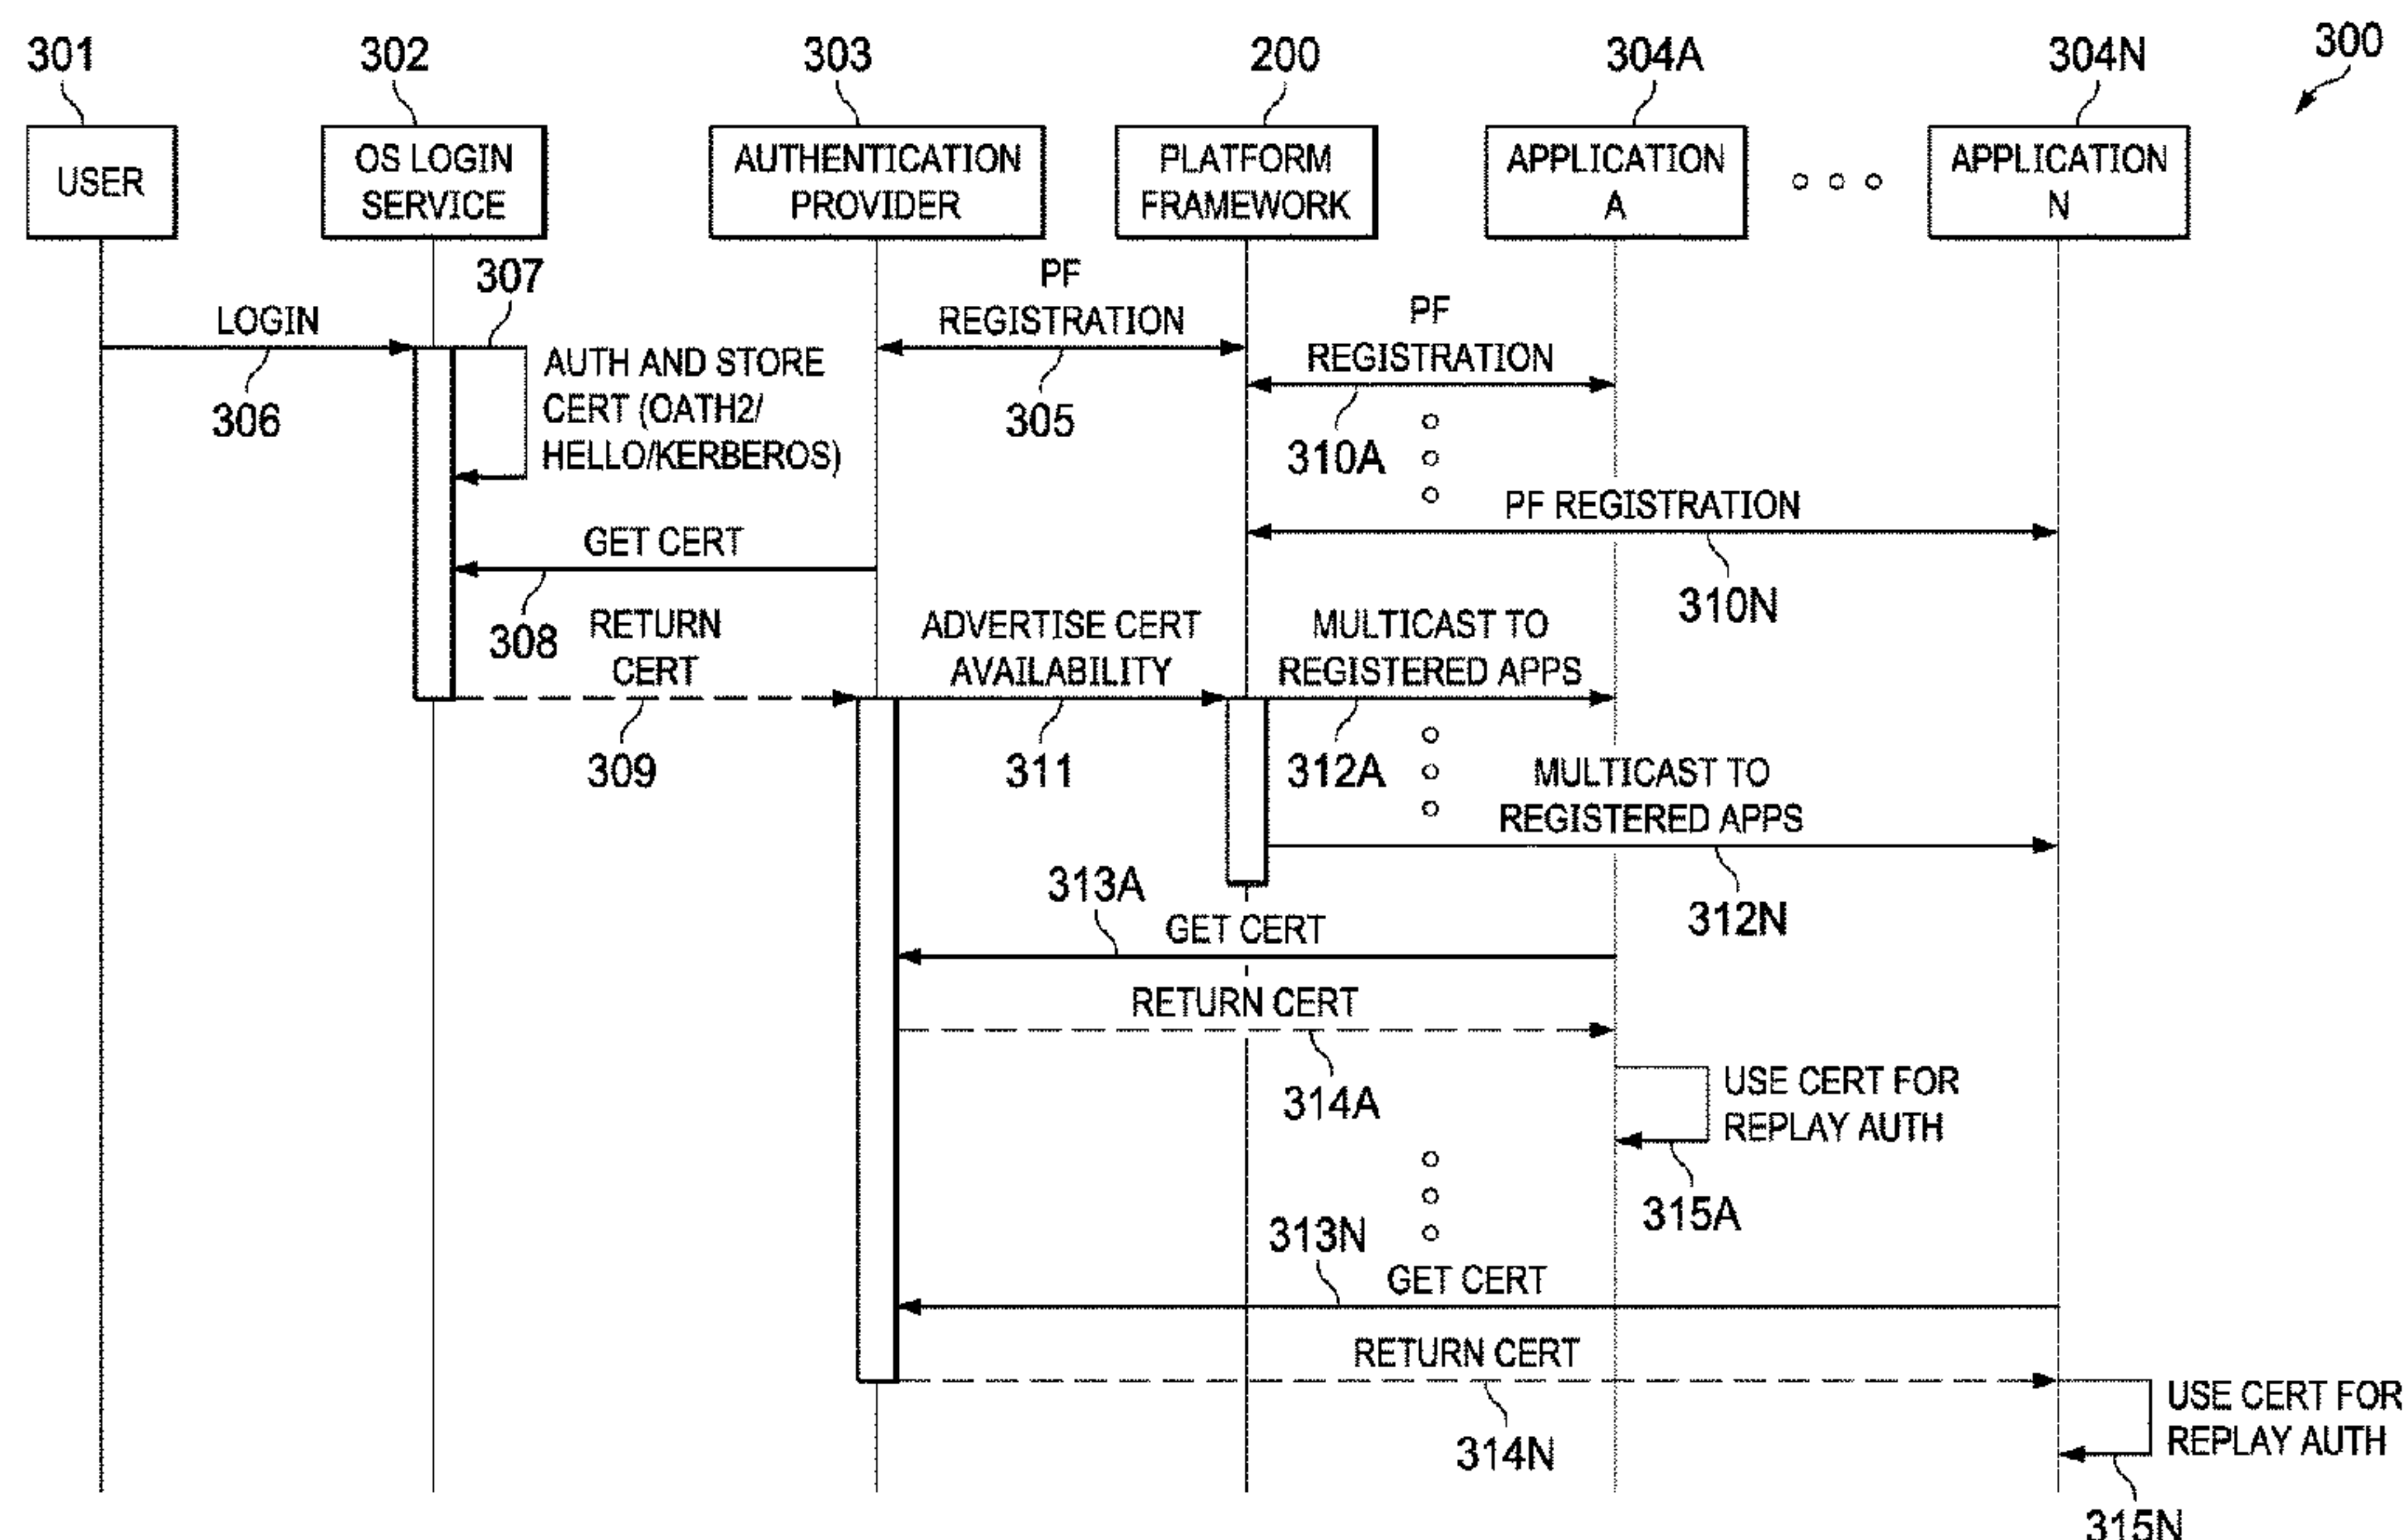 301
302
303
200
304A
304N
300
USER
OS LOGIN
SERVICE
AUTHENTICATION
PROVIDER
PLATFORM
FRAMEWORK
APPLICATION
A
APPLICATION
N
307
LOGIN
306
AUTH AND STORE
CERT (OATH2/
HELLO/KERBEROS)
PF
REGISTRATION
305
PF
REGISTRATION
310A
PF REGISTRATION
310N
GET CERT
308
RETURN
CERT
309
ADVERTISE CERT
AVAILABILITY
311
MULTICAST TO
REGISTERED APPS
312A
MULTICAST TO
REGISTERED APPS
312N
313A
GET CERT
RETURN CERT
314A
USE CERT FOR
REPLAY AUTH
315A
313N
GET CERT
RETURN CERT
314N
USE CERT FOR
REPLAY AUTH
315N